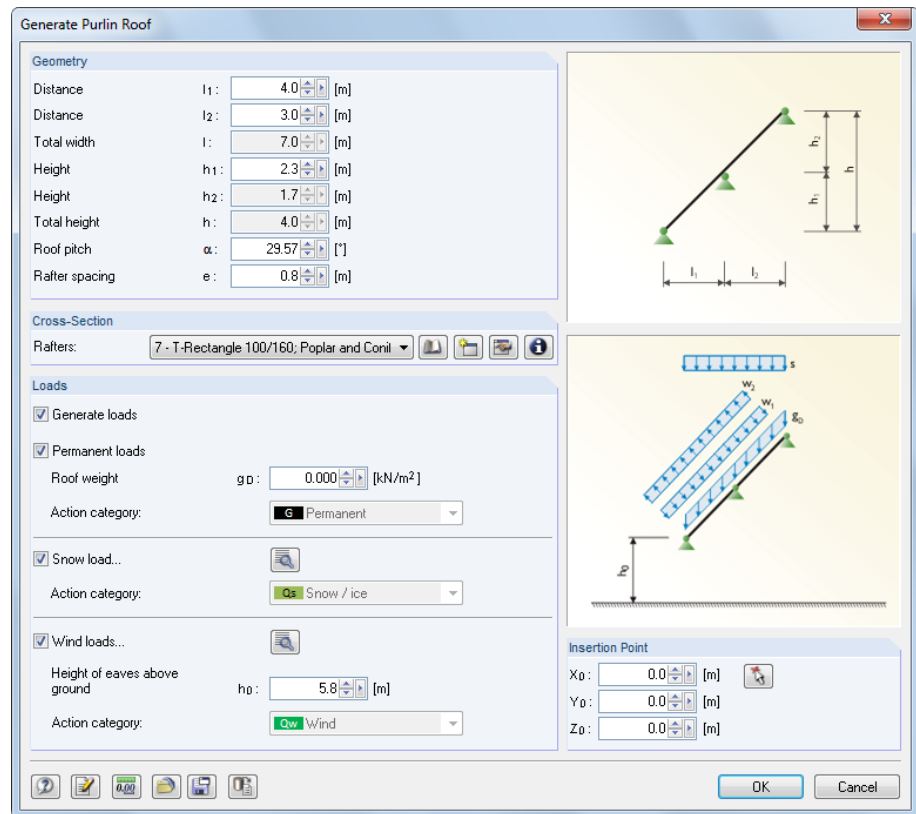 Generate Purlin Roof
Geometry
Distance l1 : 4.0 [m]
Distance l2 : 3.0 [m]
Total width l: 7.0 [m]
Height h1 : 2.3 [m]
Height h2 : 1.7 [m]
Total height h : 4.0 [m]
Roof pitch α : 29.57 [°]
Rafter spacing e : 0.8 [m]
h2
h
h1
l1 l2
Cross-Section
Rafters: 7 - T-Rectangle 100/160; Poplar and Conif
Loads
Generate loads
Permanent loads
Roof weight g0 : 0.000 [kN/m²]
Action category: G Permanent
Snow load...
Action category: Qs Snow / ice
Wind loads...
Height of eaves above
ground h0 : 5.8 [m]
Action category: Qw Wind
s
w2
w1
g0
h0
Insertion Point
X0 : 0.0 [m]
Y0 : 0.0 [m]
Z0 : 0.0 [m]
0.00
OK Cancel